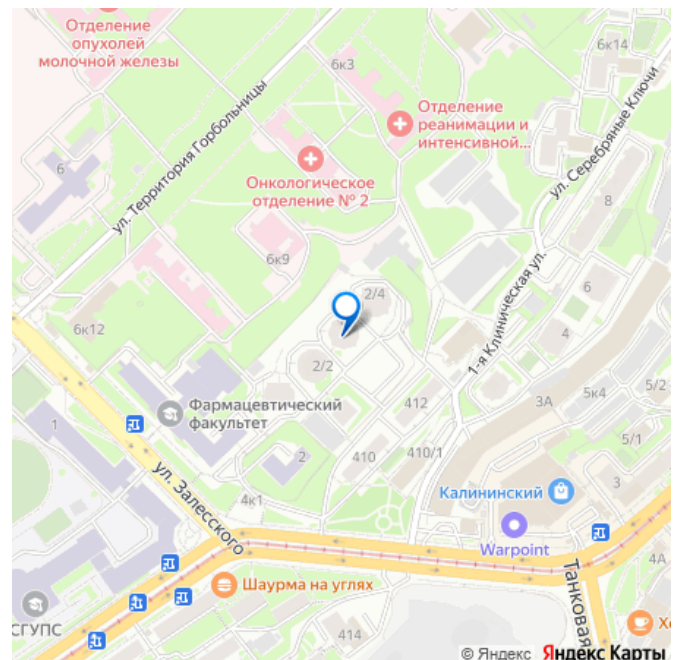 Отделение
опухолей
молочной железы
6к14
6к3
Отделение
реанимации и
интенсивной...
ул. Территория Горбольницы
ул. Серебряные Ключи
6
Онкологическое
отделение № 2
8
6к9
2/4
6
1-я Клиническая ул.
6к12
4
2/2
5к4
5/2
Фармацевтический
факультет
412
3А
1
5/1
2
410
410/1
3
ул. Залесского
4к1
Калининский
Warpoint
4А
Танковая
Шаурма на углях
СГУПС
414
Хо
© Яндекс Яндекс Карты